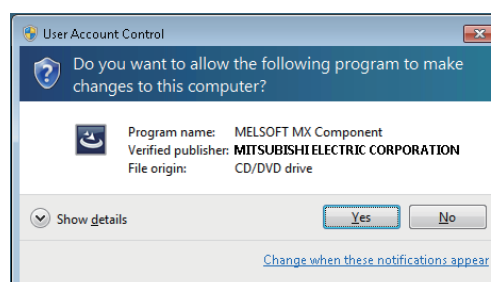 User Account Control
Do you want to allow the following program to make
changes to this computer?
Program name: MELSOFT MX Component
Verified publisher: MITSUBISHI ELECTRIC CORPORATION
File origin: CD/DVD drive
Show details
Yes
No
Change when these notifications appear